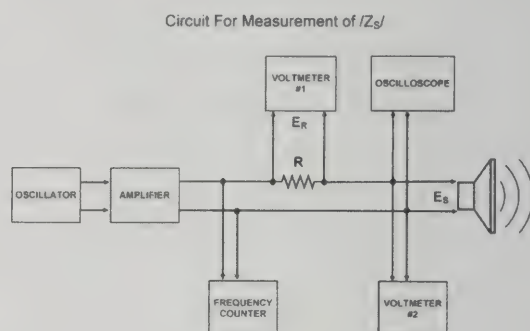 Circuit For Measurement of /Zs/
VOLTMETER
#1
OSCILLOSCOPE
ER
R
OSCILLATOR
AMPLIFIER
ES
FREQUENCY
COUNTER
VOLTMETER
#2